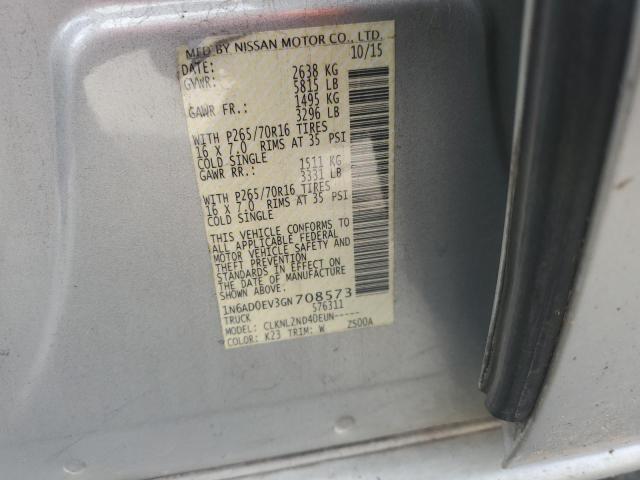 MFD BY NISSAN MOTOR CO., LTD.
DATE: 10/15
GVWR: 2638 KG
5815 LB
GAWR FR.: 1495 KG
3296 LB
WITH P265/70R16 TIRES
16 X 7.0 RIMS AT 35 PSI
COLD SINGLE
GAWR RR.: 1511 KG
3331 LB
WITH P265/70R16 TIRES
16 X 7.0 RIMS AT 35 PSI
COLD SINGLE
THIS VEHICLE CONFORMS TO
ALL APPLICABLE FEDERAL
MOTOR VEHICLE SAFETY AND
THEFT PREVENTION
STANDARDS IN EFFECT ON
THE DATE OF MANUFACTURE
SHOWN ABOVE.
1N6AD0EV3GN708573
TRUCK 576311
MODEL: CLKNL2ND4DEUN-----
COLOR: K23 TRIM: W Z500A